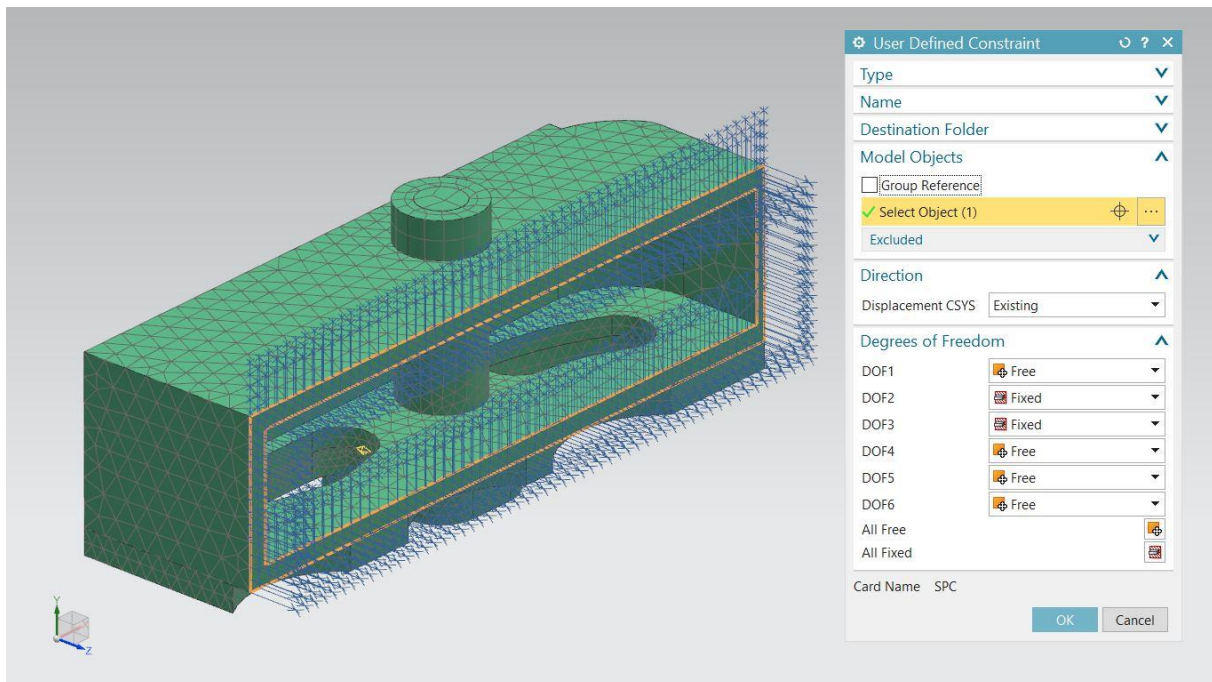 User Defined Constraint
Type
Name
Destination Folder
Model Objects
Group Reference
Select Object (1)
Excluded
Direction
Displacement CSYS Existing
Degrees of Freedom
DOF1 Free
DOF2 Fixed
DOF3 Fixed
DOF4 Free
DOF5 Free
DOF6 Free
All Free
All Fixed
Card Name SPC
OK Cancel
Y
Z